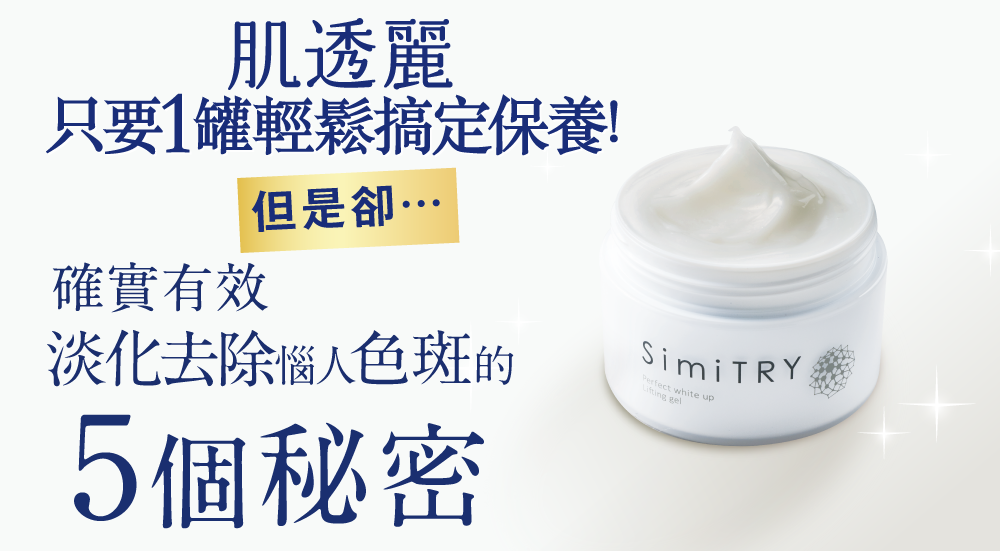 肌透麗
只要1罐輕鬆搞定保養!
但是卻…
確實有效
淡化去除惱人色斑的
5個秘密
SimiTRY
Perfect white up
Lifting gel